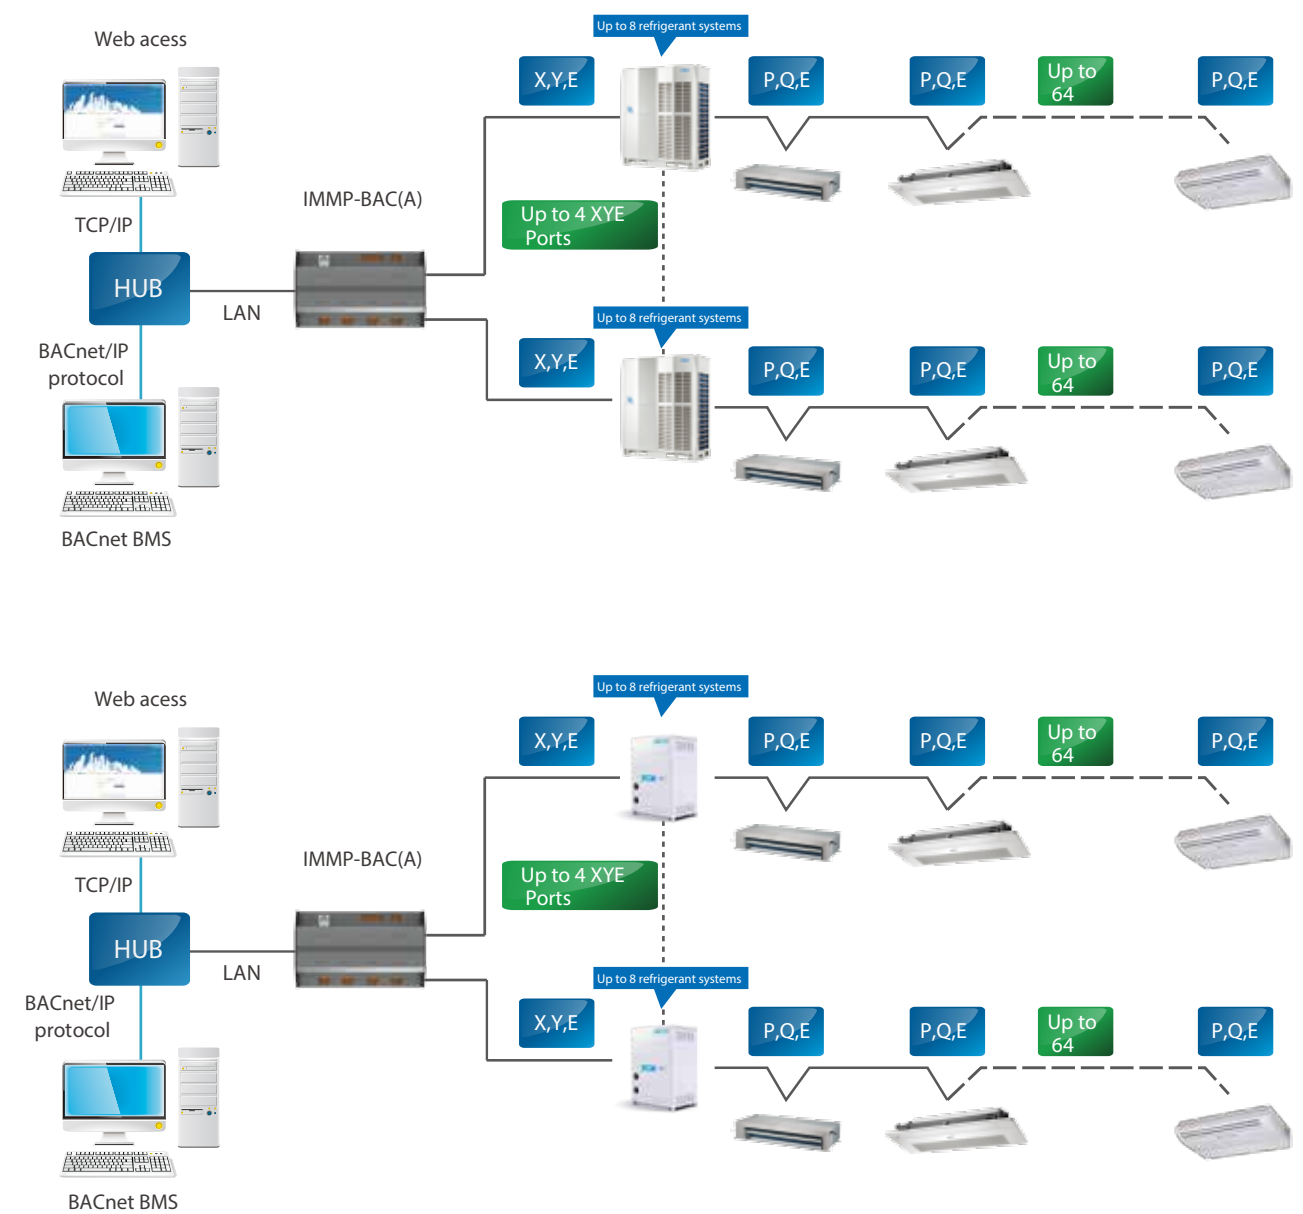 Up to 8 refrigerant systems
Web acess
X,Y,E
P,Q,E
P,Q,E
Up to
64
P,Q,E
IMMP-BAC(A)
Up to 4 XYE
Ports
TCP/IP
HUB
LAN
Up to 8 refrigerant systems
BACnet/IP
protocol
X,Y,E
P,Q,E
P,Q,E
Up to
64
P,Q,E
BACnet BMS
Up to 8 refrigerant systems
Web acess
X,Y,E
P,Q,E
P,Q,E
Up to
64
P,Q,E
IMMP-BAC(A)
Up to 4 XYE
Ports
TCP/IP
HUB
LAN
Up to 8 refrigerant systems
BACnet/IP
protocol
X,Y,E
P,Q,E
P,Q,E
Up to
64
P,Q,E
BACnet BMS